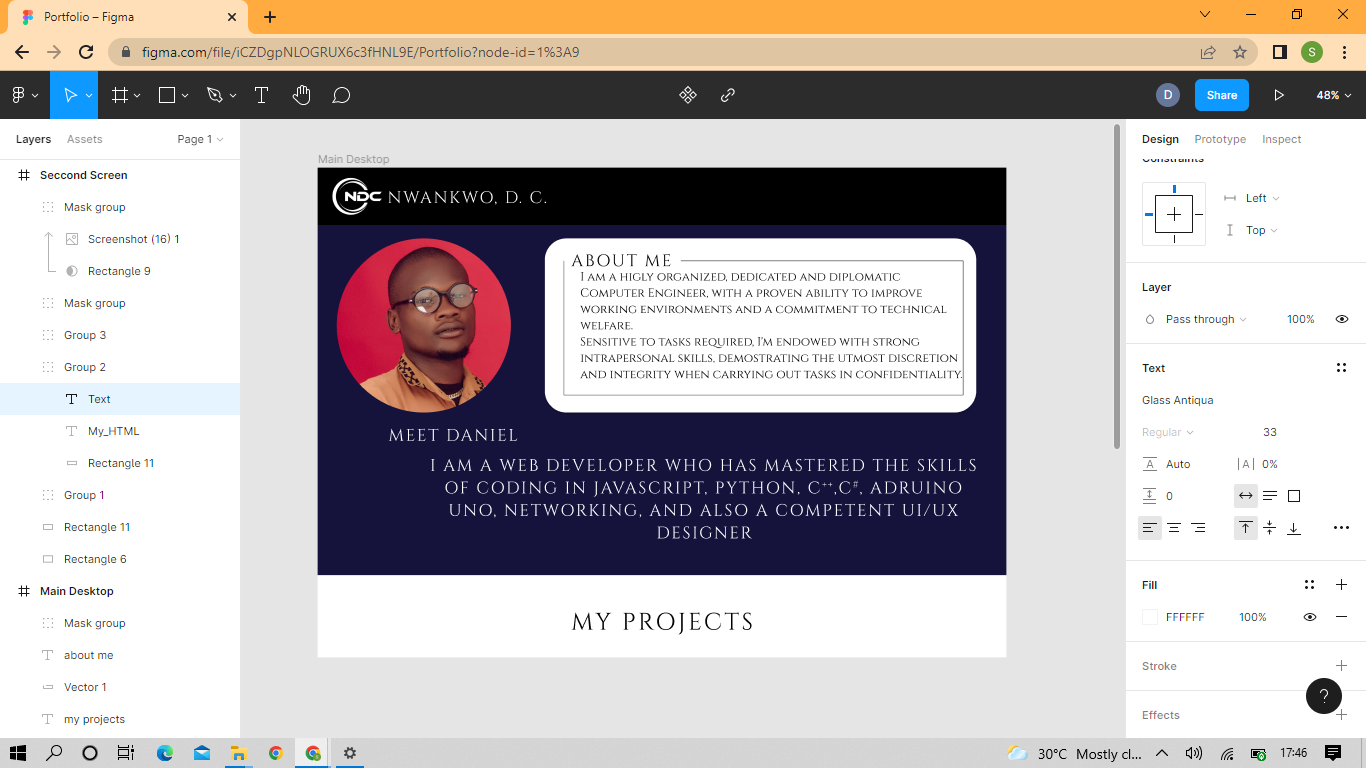 Portfolio – Figma
figma.com/file/iCZDgpNLOGRUX6c3fHNL9E/Portfolio?node-id=1%3A9
S
D
Share
48%
Layers
Assets
Page 1
Seccond Screen
Mask group
Screenshot (16) 1
Rectangle 9
Mask group
Group 3
Group 2
Text
My_HTML
Rectangle 11
Group 1
Rectangle 11
Rectangle 6
Main Desktop
Mask group
about me
Vector 1
my projects
Main Desktop
NDC
NWANKWO, D. C.
ABOUT ME
I AM A HIGLY ORGANIZED, DEDICATED AND DIPLOMATIC
COMPUTER ENGINEER, WITH A PROVEN ABILITY TO IMPROVE
WORKING ENVIRONMENTS AND A COMMITMENT TO TECHNICAL
WELFARE.
SENSITIVE TO TASKS REQUIRED, I'M ENDOWED WITH STRONG
INTRAPERSONAL SKILLS, DEMOSTRATING THE UTMOST DISCRETION
AND INTEGRITY WHEN CARRYING OUT TASKS IN CONFIDENTIALITY.
MEET DANIEL
I AM A WEB DEVELOPER WHO HAS MASTERED THE SKILLS
OF CODING IN JAVASCRIPT, PYTHON, C++,C#, ADRUINO
UNO, NETWORKING, AND ALSO A COMPETENT UI/UX
DESIGNER
MY PROJECTS
Design
Prototype
Inspect
Constraints
Left
Top
Layer
Pass through
100%
Text
Glass Antiqua
Regular
33
Auto
|A| 0%
0
Fill
FFFFFF
100%
Stroke
Effects
?
30°C Mostly cl...
17:46